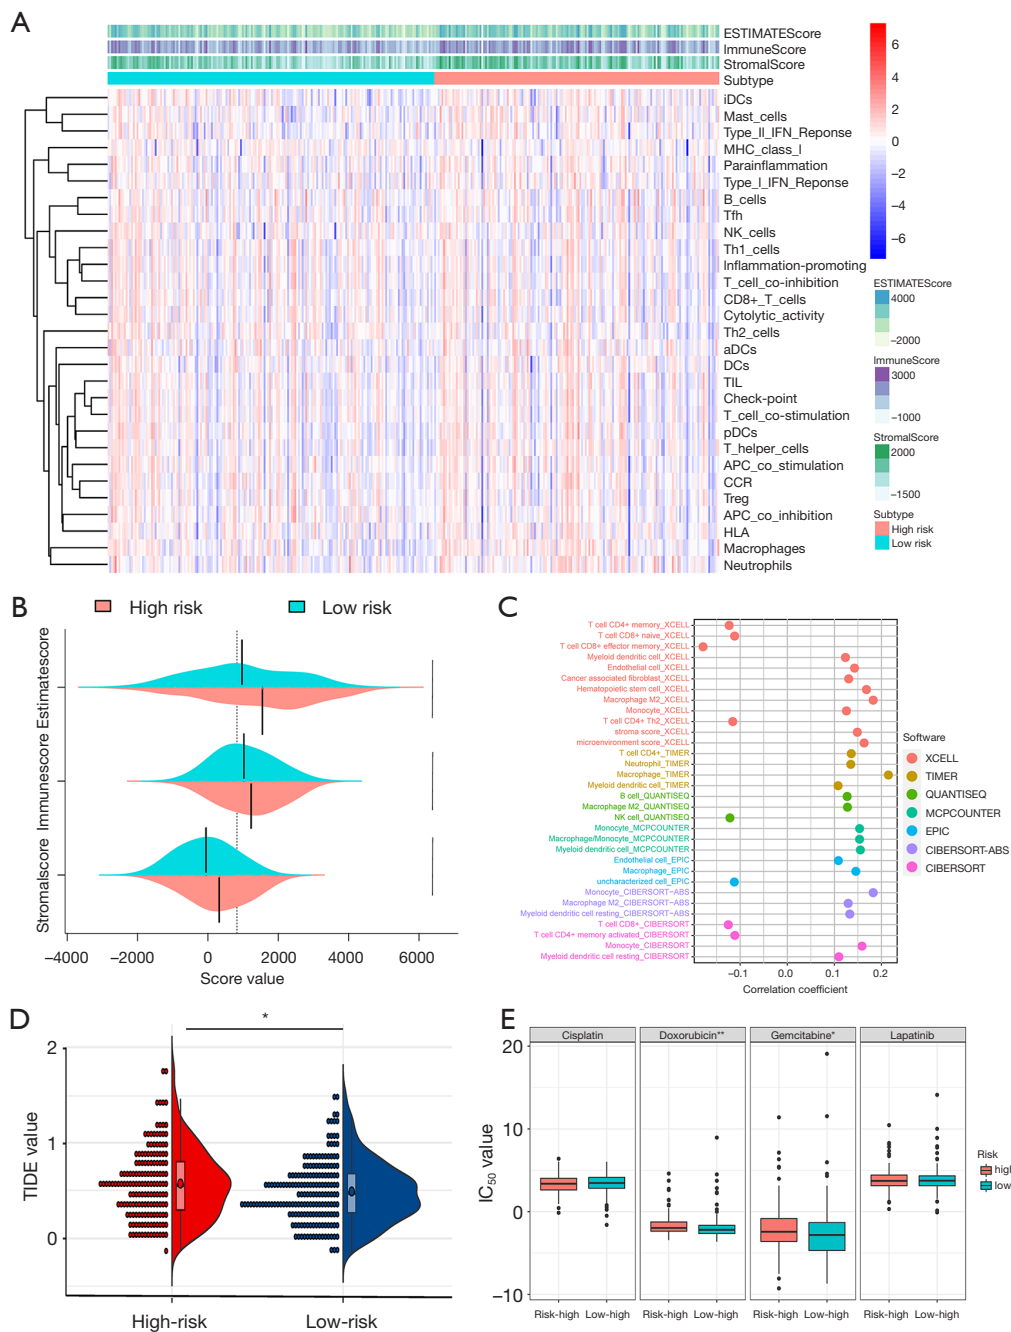 A
ESTIMATEScore
ImmuneScore
StromalScore
Subtype
iDCs
Mast_cells
Type_II_IFN_Reponse
MHC_class_I
Parainflammation
Type_I_IFN_Reponse
B_cells
Tfh
NK_cells
Th1_cells
Inflammation-promoting
T_cell_co-inhibition
CD8+_T_cells
Cytolytic_activity
Th2_cells
aDCs
DCs
TIL
Check-point
T_cell_co-stimulation
pDCs
T_helper_cells
APC_co_stimulation
CCR
Treg
APC_co_inhibition
HLA
Macrophages
Neutrophils
6
4
2
0
−2
−4
−6
ESTIMATEScore
4000
−2000
ImmuneScore
3000
−1000
StromalScore
2000
−1500
Subtype
High risk
Low risk
B
High risk
Low risk
Stromalscore Immunescore Estimatescore
−4000 −2000 0 2000 4000 6000
Score value
C
T cell CD4+ memory_XCELL
T cell CD8+ naive_XCELL
T cell CD8+ effector memory_XCELL
Myeloid dendritic cell_XCELL
Endothelial cell_XCELL
Cancer associated fibroblast_XCELL
Hematopoietic stem cell_XCELL
Macrophage M2_XCELL
Monocyte_XCELL
T cell CD4+ Th2_XCELL
stroma score_XCELL
microenvironment score_XCELL
T cell CD4+_TIMER
Neutrophil_TIMER
Macrophage_TIMER
Myeloid dendritic cell_TIMER
B cell_QUANTISEQ
Macrophage M2_QUANTISEQ
NK cell_QUANTISEQ
Monocyte_MCPCOUNTER
Macrophage/Monocyte_MCPCOUNTER
Myeloid dendritic cell_MCPCOUNTER
Endothelial cell_EPIC
Macrophage_EPIC
uncharacterized cell_EPIC
Monocyte_CIBERSORT−ABS
Macrophage M2_CIBERSORT−ABS
Myeloid dendritic cell resting_CIBERSORT−ABS
T cell CD8+_CIBERSORT
T cell CD4+ memory activated_CIBERSORT
Monocyte_CIBERSORT
Myeloid dendritic cell resting_CIBERSORT
−0.1 0.0 0.1 0.2
Correlation coefficient
Software
XCELL
TIMER
QUANTISEQ
MCPCOUNTER
EPIC
CIBERSORT-ABS
CIBERSORT
D
*
TIDE value
2
1
0
High-risk
Low-risk
E
Cisplatin
Doxorubicin**
Gemcitabine*
Lapatinib
IC50 value
20
10
0
−10
Risk-high Low-high Risk-high Low-high Risk-high Low-high Risk-high Low-high
Risk
high
low